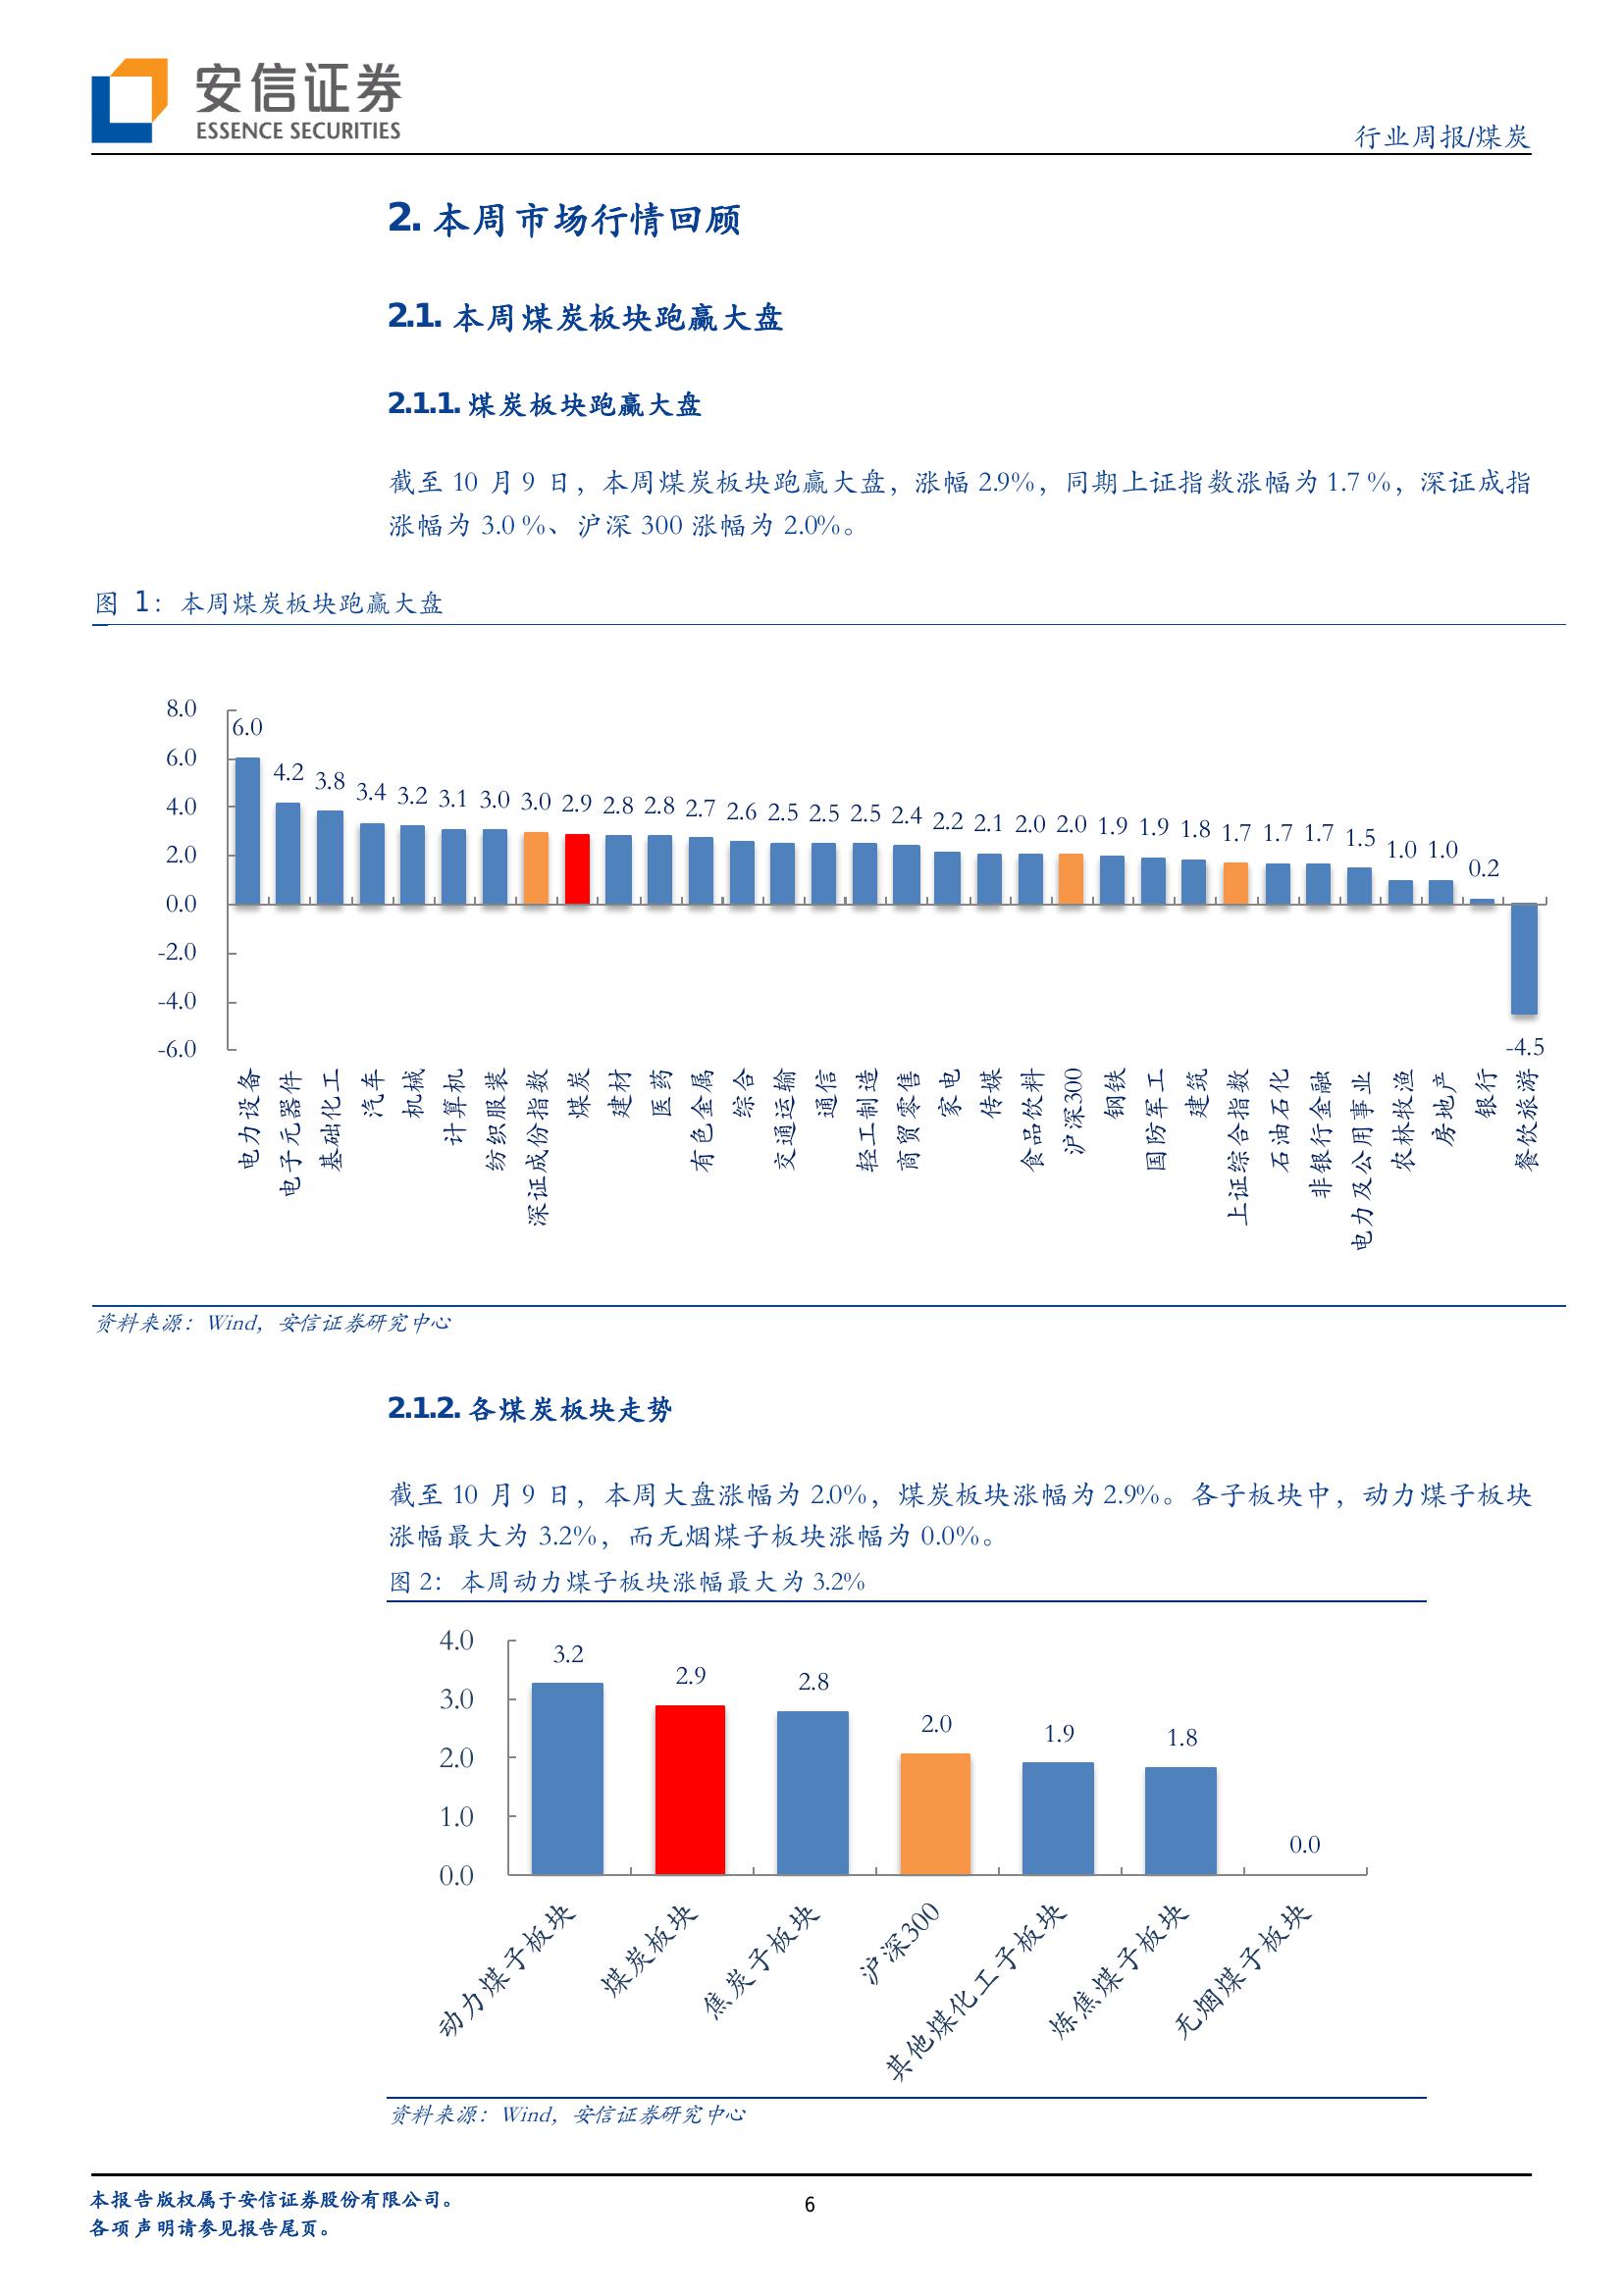 安信证券
ESSENCE SECURITIES
行业周报/煤炭
2. 本周市场行情回顾
2.1. 本周煤炭板块跑赢大盘
2.1.1. 煤炭板块跑赢大盘
截至 10 月 9 日，本周煤炭板块跑赢大盘，涨幅 2.9%，同期上证指数涨幅为 1.7 %，深证成指
涨幅为 3.0 %、沪深 300 涨幅为 2.0%。
图 1：本周煤炭板块跑赢大盘
8.0
6.0
4.0
2.0
0.0
-2.0
-4.0
-6.0
6.0 4.2 3.8 3.4 3.2 3.1 3.0 3.0 2.9 2.8 2.8 2.7 2.6 2.5 2.5 2.5 2.4 2.2 2.1 2.0 2.0 1.9 1.9 1.8 1.7 1.7 1.7 1.5 1.0 1.0 0.2 -4.5
电力设备
电子元器件
基础化工
汽车
机械
计算机
纺织服装
深证成份指数
煤炭
建材
医药
有色金属
综合
交通运输
通信
轻工制造
商贸零售
家电
传媒
食品饮料
沪深300
钢铁
国防军工
建筑
上证综合指数
石油石化
非银行金融
电力及公用事业
农林牧渔
房地产
银行
餐饮旅游
资料来源：Wind，安信证券研究中心
2.1.2. 各煤炭板块走势
截至 10 月 9 日，本周大盘涨幅为 2.0%，煤炭板块涨幅为 2.9%。各子板块中，动力煤子板块
涨幅最大为 3.2%，而无烟煤子板块涨幅为 0.0%。
图 2：本周动力煤子板块涨幅最大为 3.2%
4.0
3.0
2.0
1.0
0.0
3.2 2.9 2.8 2.0 1.9 1.8 0.0
动力煤子板块
煤炭板块
焦炭子板块
沪深300
其他煤化工子板块
炼焦煤子板块
无烟煤子板块
资料来源：Wind，安信证券研究中心
本报告版权属于安信证券股份有限公司。
各项声明请参见报告尾页。
6